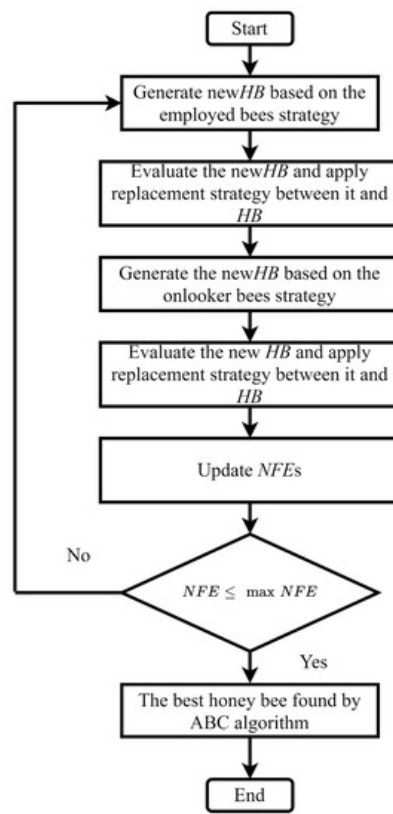 Start
Generate newHB based on the
employed bees strategy
Evaluate the newHB and apply
replacement strategy between it and
HB
Generate the newHB based on the
onlooker bees strategy
Evaluate the new HB and apply
replacement strategy between it and
HB
Update NFEs
No
NFE ≤ max NFE
Yes
The best honey bee found by
ABC algorithm
End